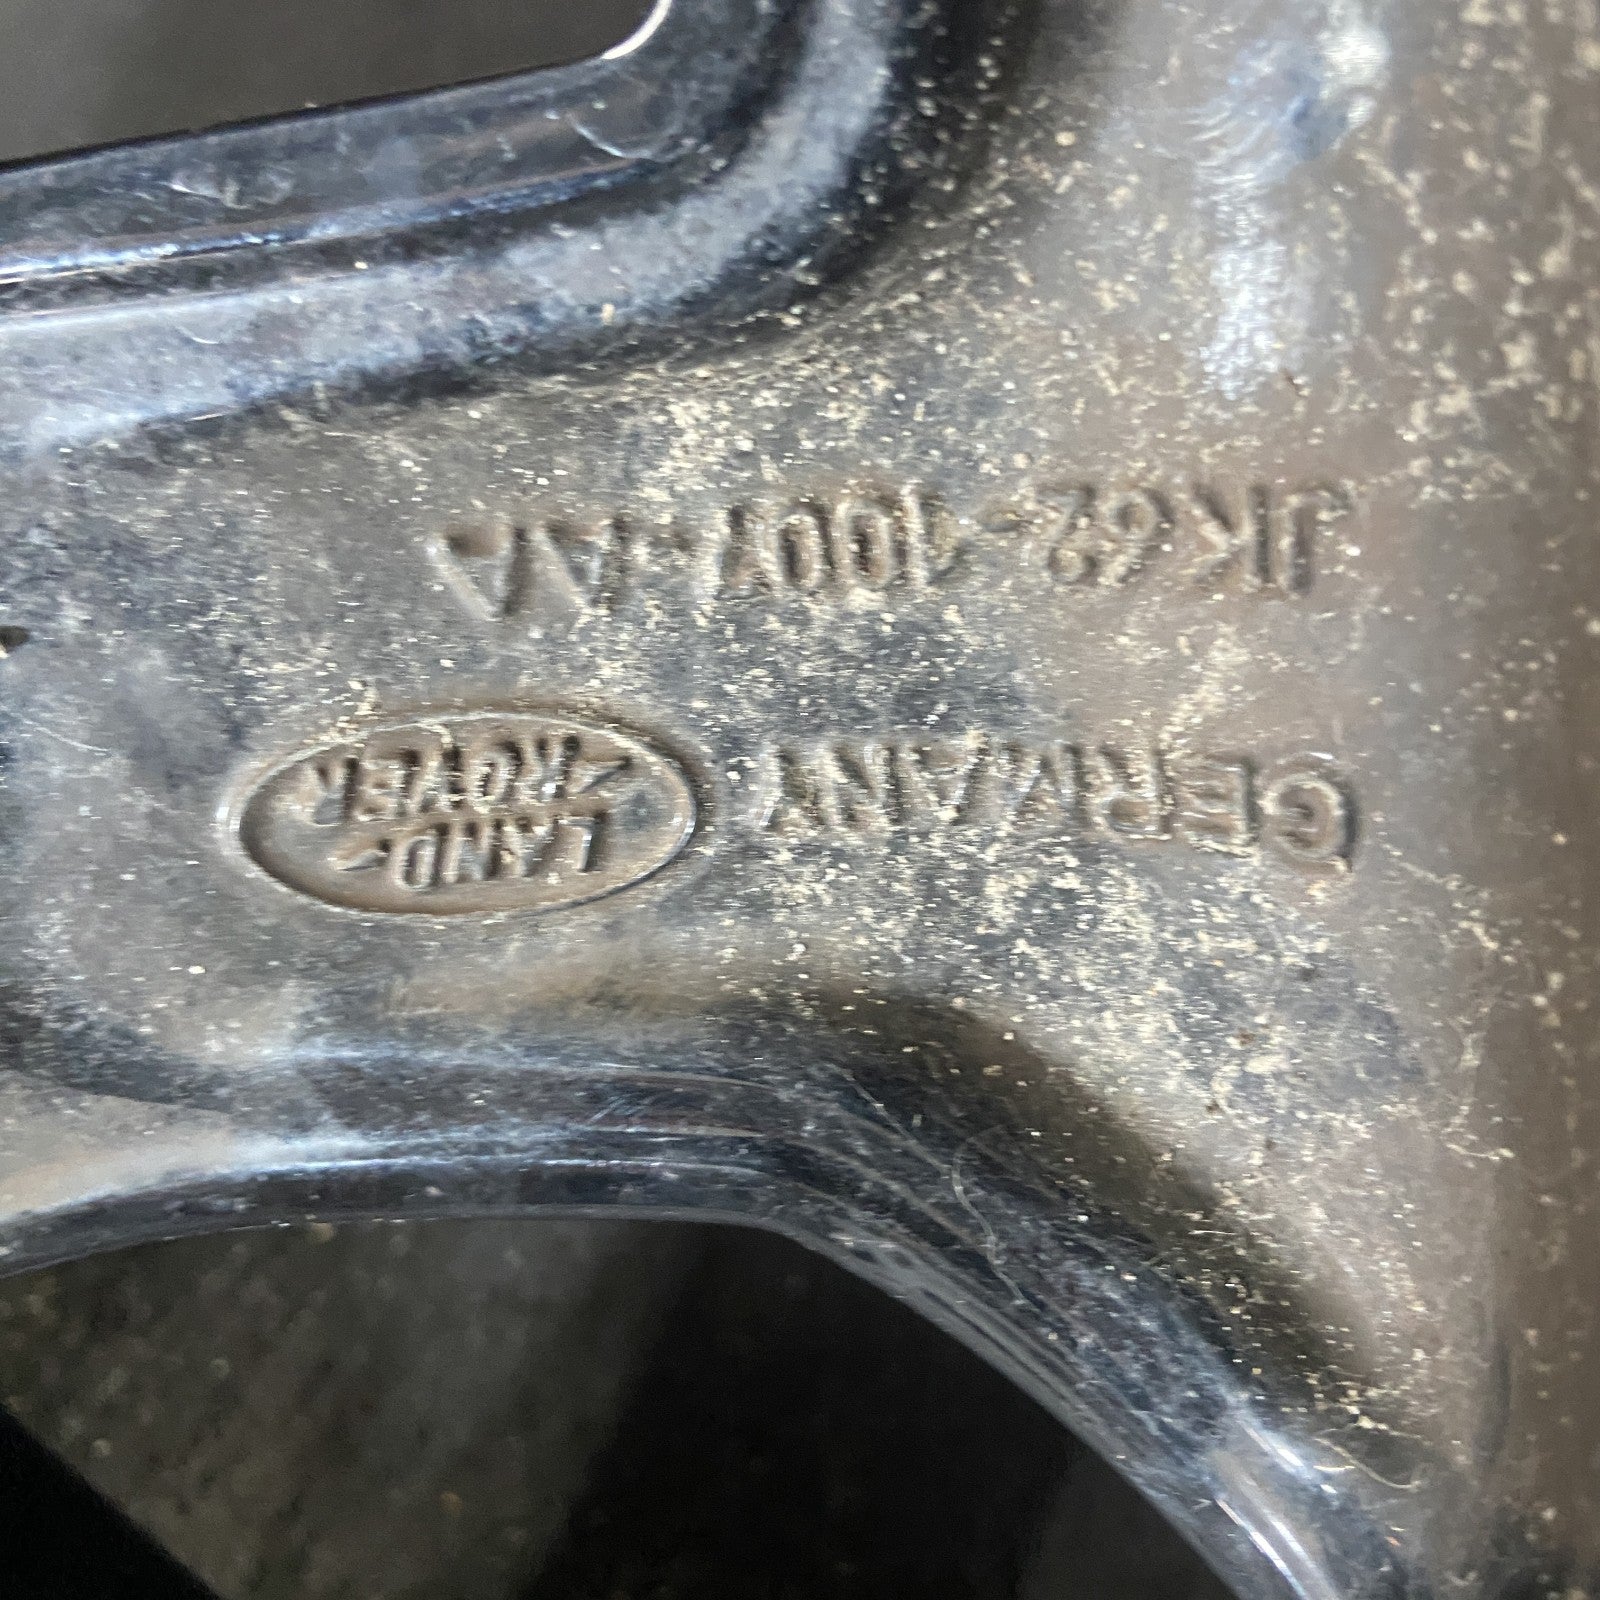 GERMANY
LAND-
-ROVER
JK62-1007-AA